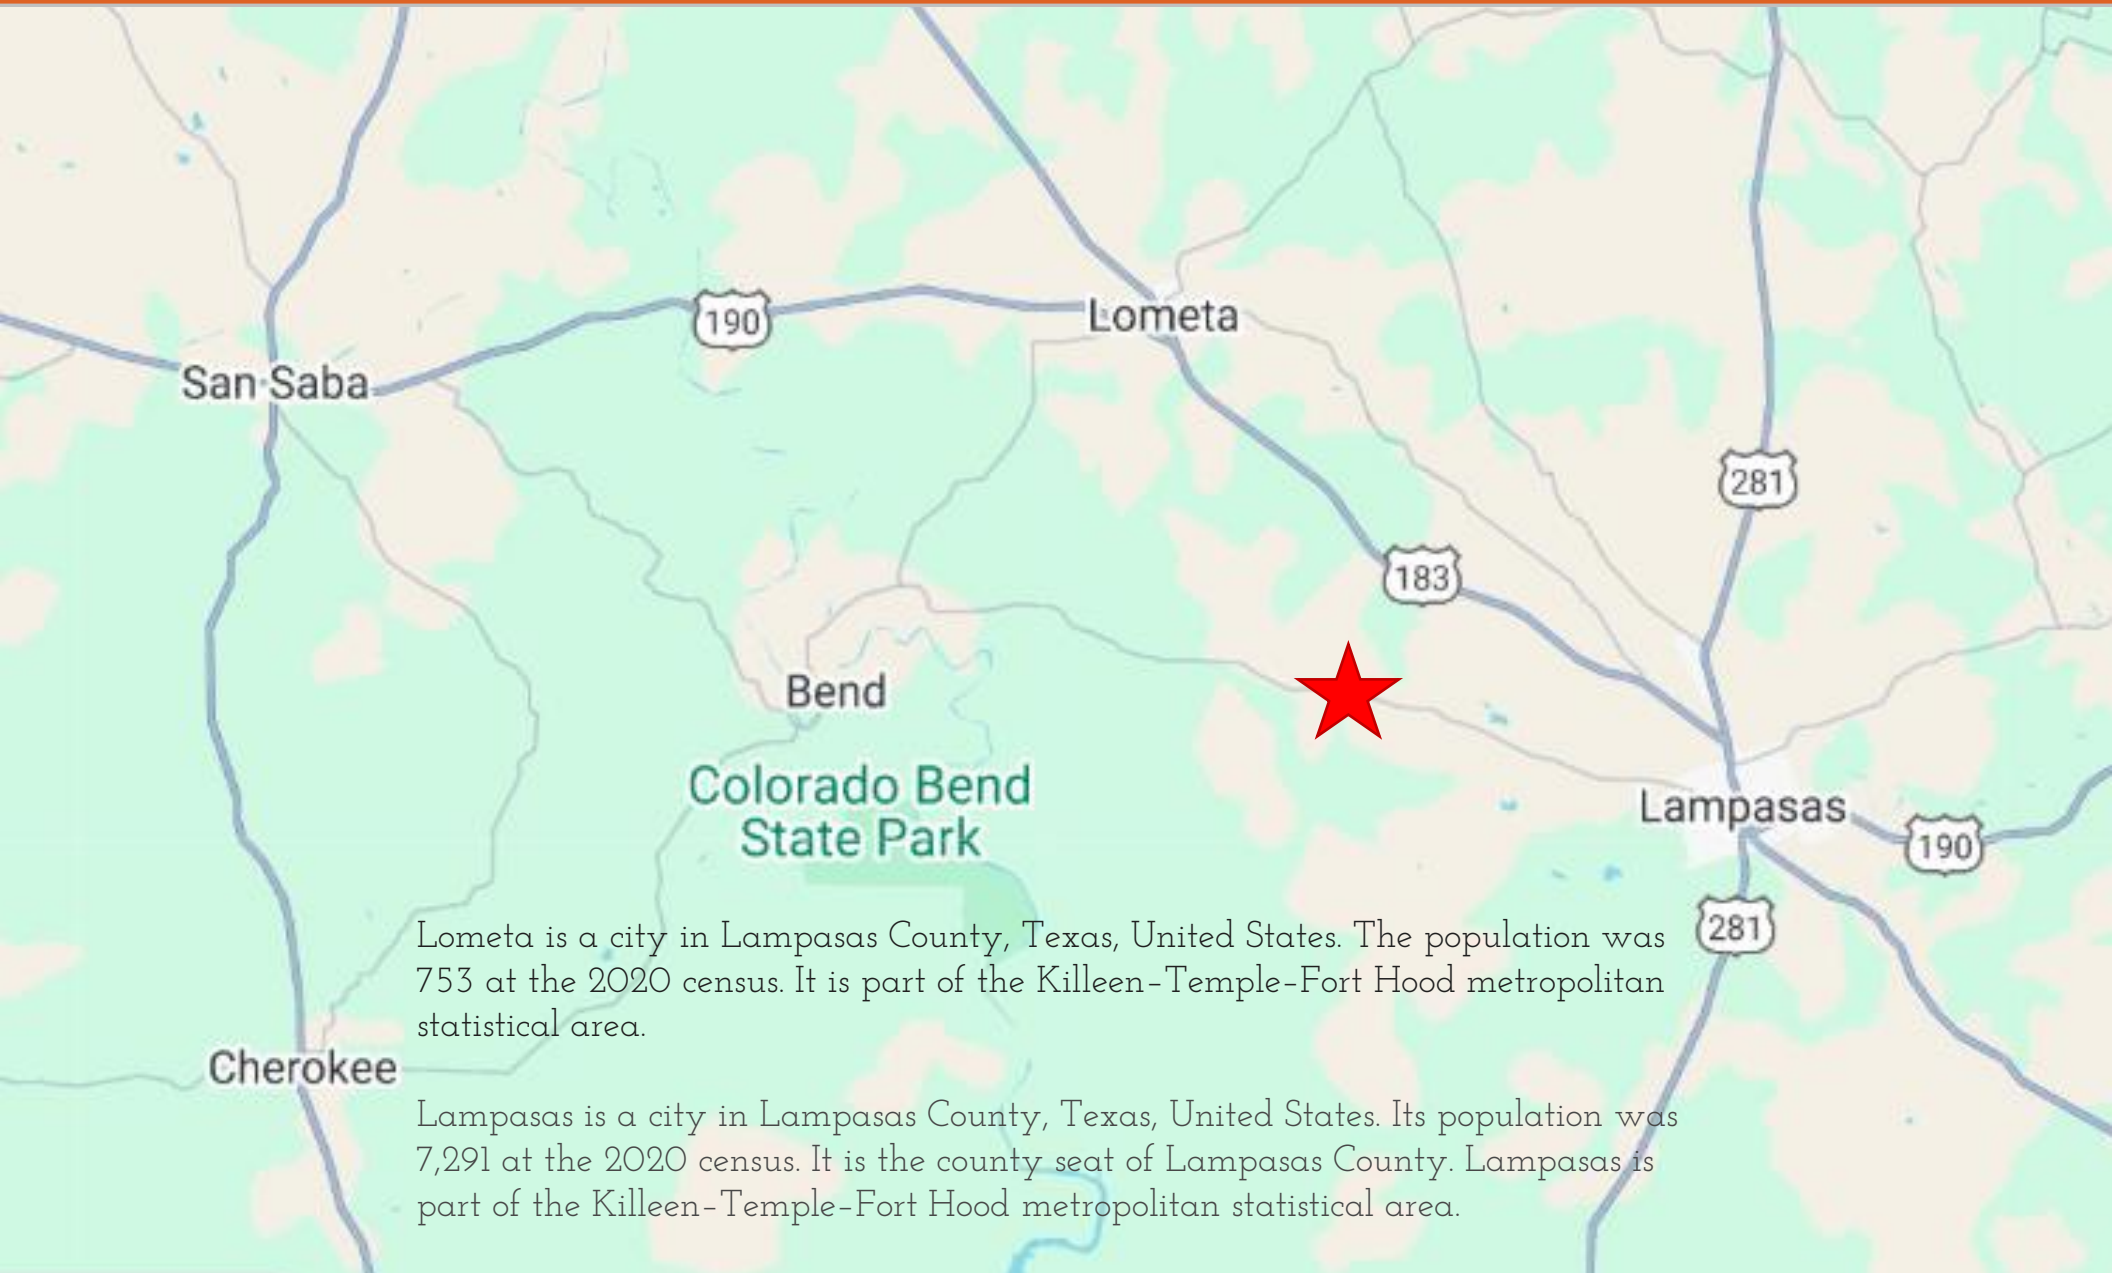 190
Lometa
San Saba
281
183
Bend
Colorado Bend
State Park
Lampasas
190
281
Lometa is a city in Lampasas County, Texas, United States. The population was
753 at the 2020 census. It is part of the Killeen–Temple–Fort Hood metropolitan
statistical area.
Cherokee
Lampasas is a city in Lampasas County, Texas, United States. Its population was
7,291 at the 2020 census. It is the county seat of Lampasas County. Lampasas is
part of the Killeen–Temple–Fort Hood metropolitan statistical area.